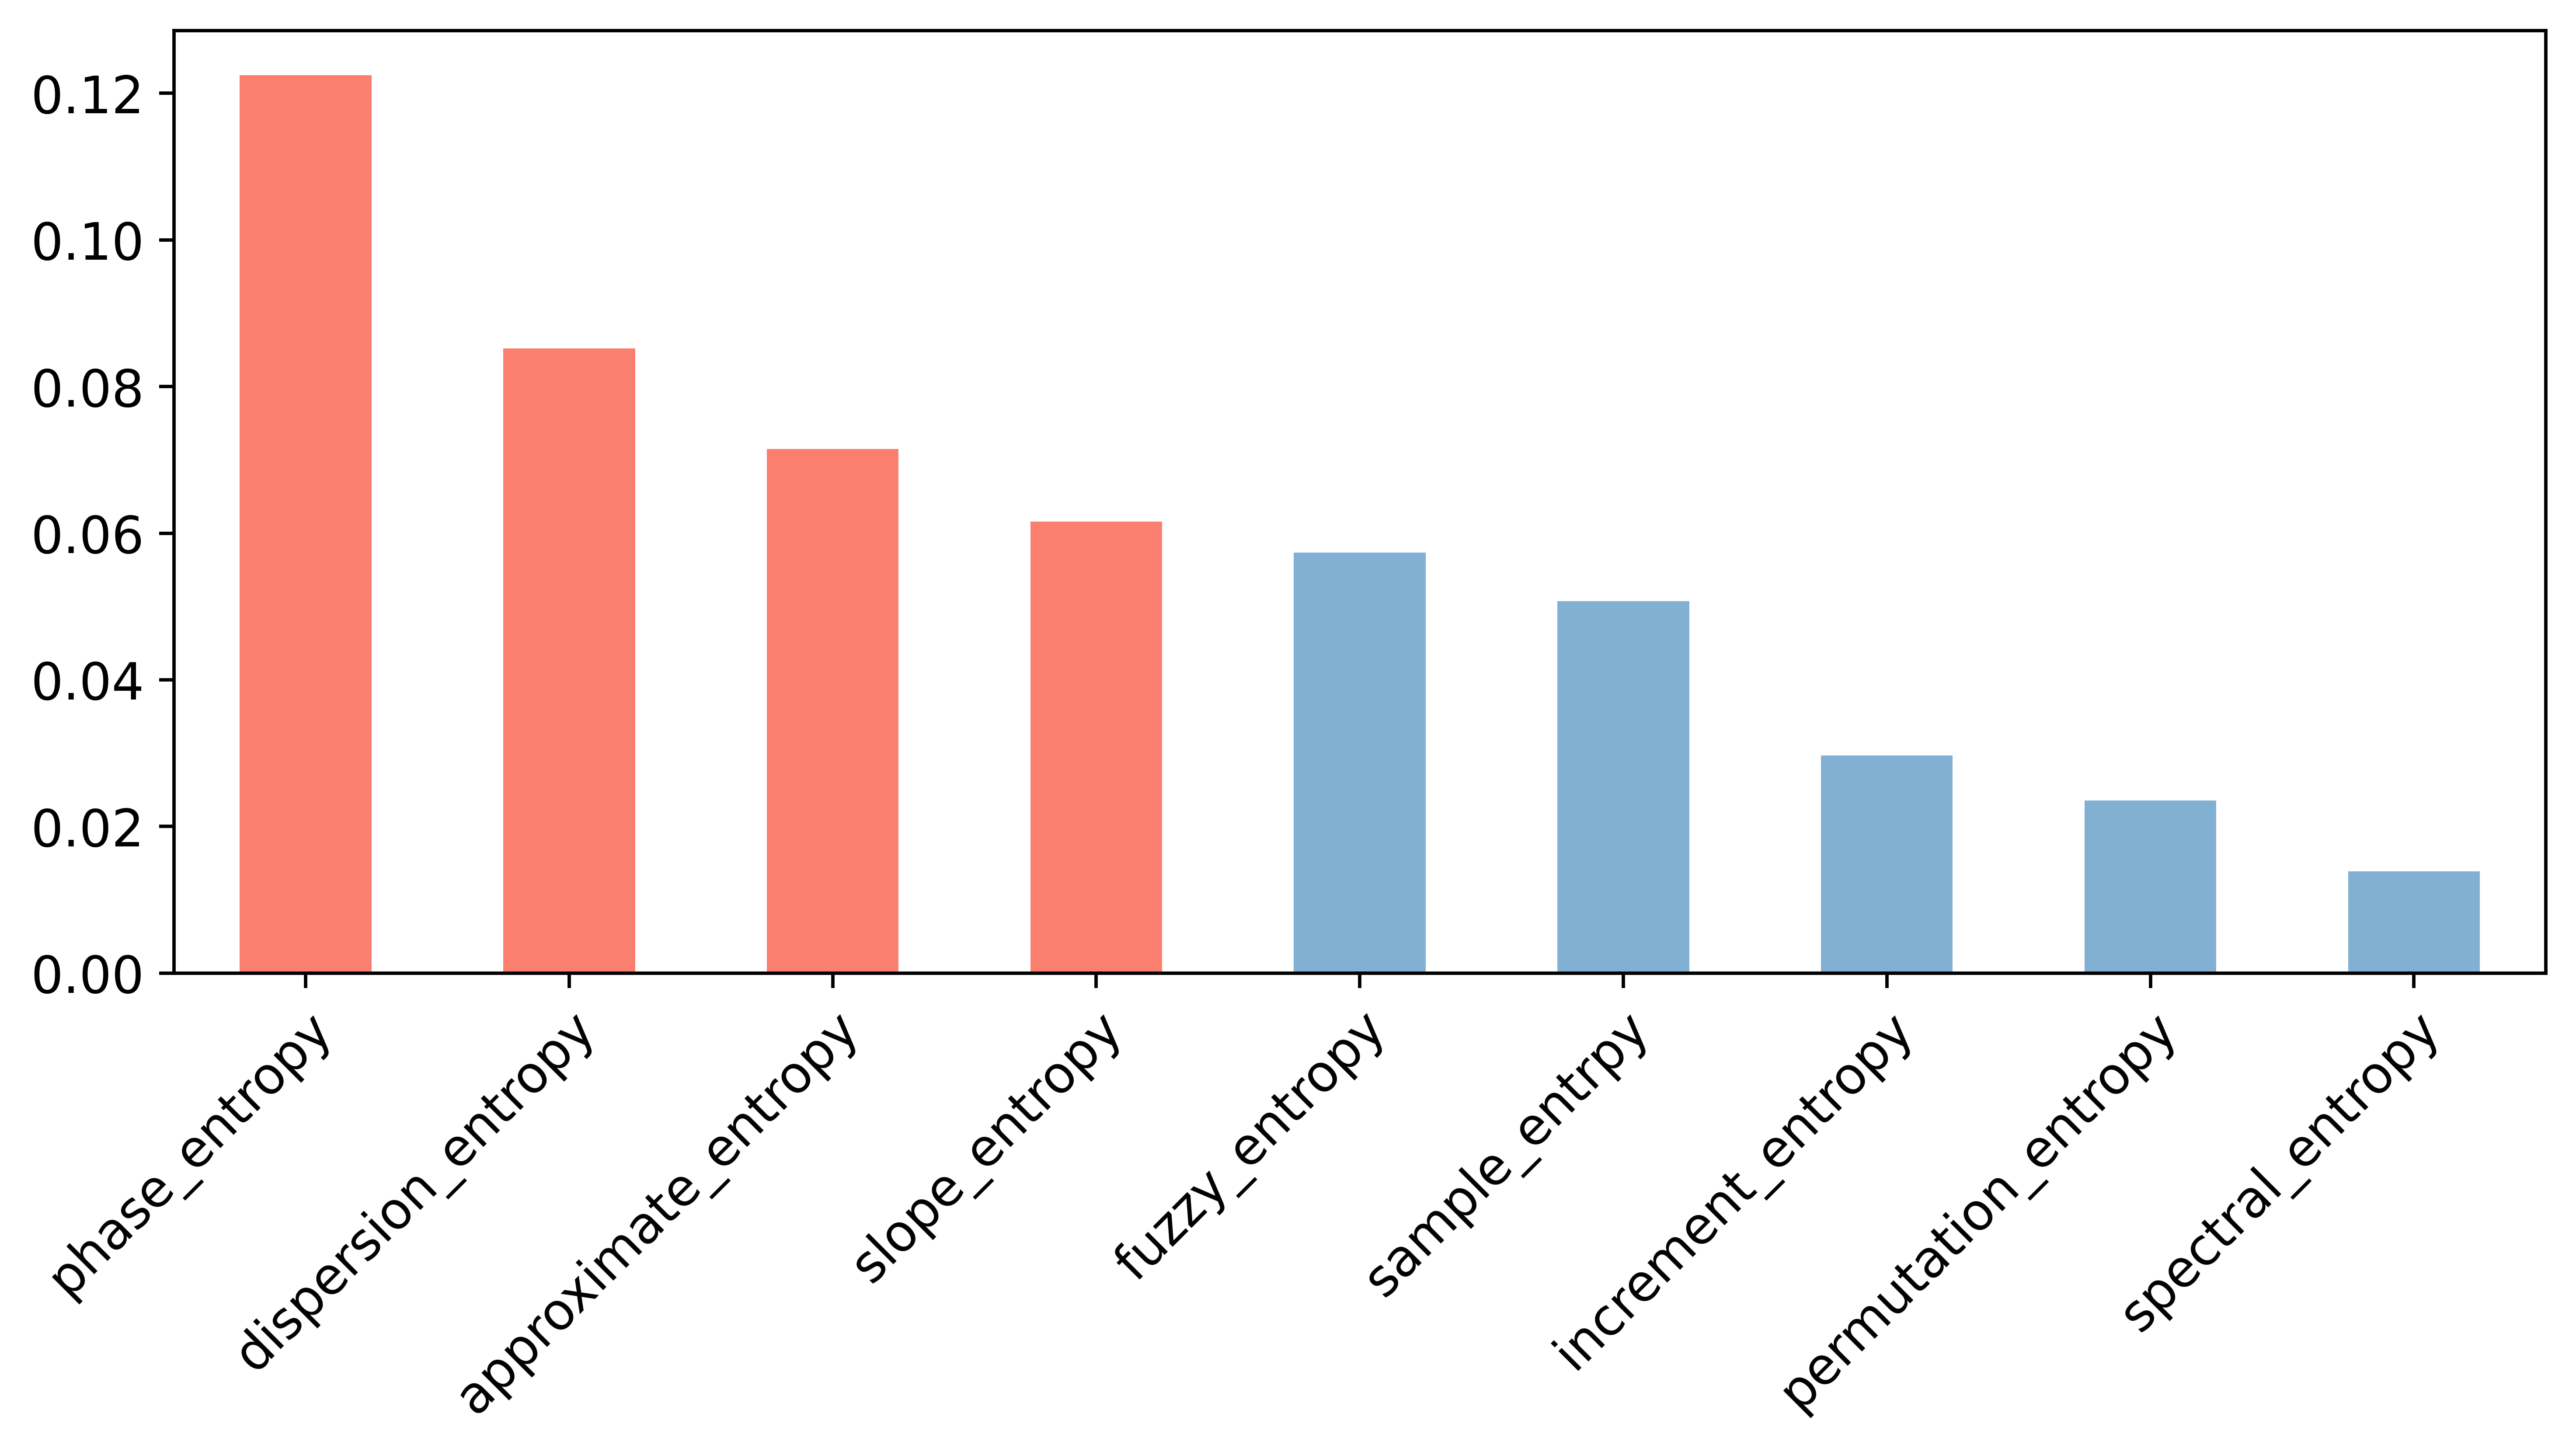 0.12
0.10
0.08
0.06
0.04
0.02
0.00
phase_entropy
dispersion_entropy
approximate_entropy
slope_entropy
fuzzy_entropy
sample_entrpy
increment_entropy
permutation_entropy
spectral_entropy